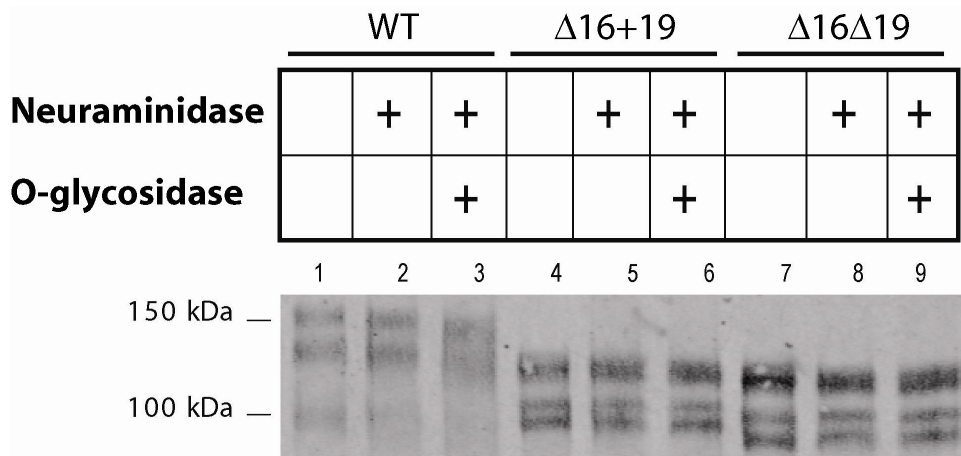 WT Δ16+19 Δ16Δ19
Neuraminidase + + + + + +
O-glycosidase + + +
1 2 3 4 5 6 7 8 9
150 kDa
100 kDa